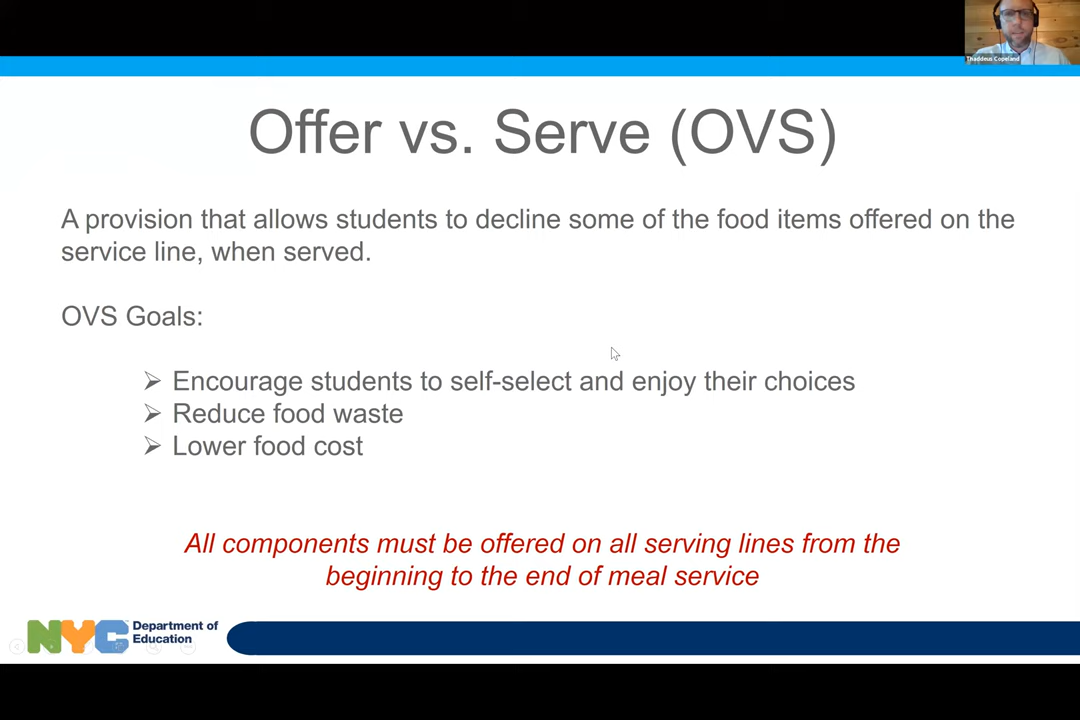 Thaddeus Copeland
Offer vs. Serve (OVS)
A provision that allows students to decline some of the food items offered on the
service line, when served.
OVS Goals:
Encourage students to self-select and enjoy their choices
Reduce food waste
Lower food cost
All components must be offered on all serving lines from the
beginning to the end of meal service
NYC Department of
Education